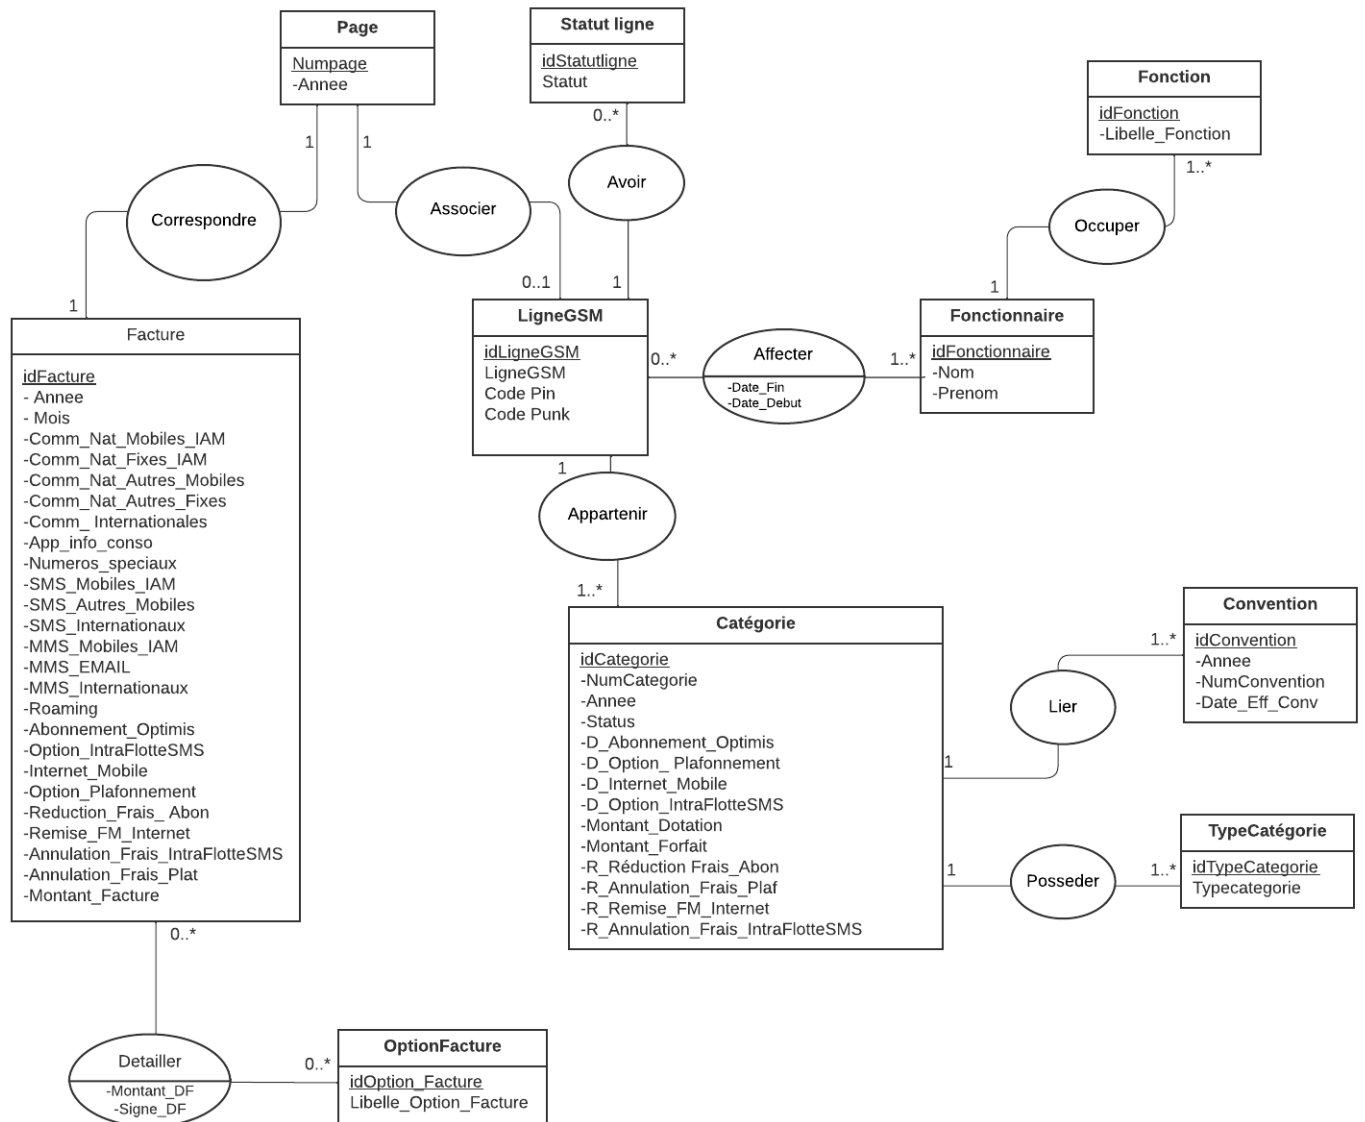 Page
Numpage
-Annee
Statut ligne
idStatutligne
Statut
Fonction
idFonction
-Libelle_Fonction
1
1
0..*
1..*
Correspondre
Associer
Avoir
Occuper
1
0..1
1
1
Facture
idFacture
- Annee
- Mois
-Comm_Nat_Mobiles_IAM
-Comm_Nat_Fixes_IAM
-Comm_Nat_Autres_Mobiles
-Comm_Nat_Autres_Fixes
-Comm_ Internationales
-App_info_conso
-Numeros_speciaux
-SMS_Mobiles_IAM
-SMS_Autres_Mobiles
-SMS_Internationaux
-MMS_Mobiles_IAM
-MMS_EMAIL
-MMS_Internationaux
-Roaming
-Abonnement_Optimis
-Option_IntraFlotteSMS
-Internet_Mobile
-Option_Plafonnement
-Reduction_Frais_ Abon
-Remise_FM_Internet
-Annulation_Frais_IntraFlotteSMS
-Annulation_Frais_Plat
-Montant_Facture
LigneGSM
idLigneGSM
LigneGSM
Code Pin
Code Punk
0..*
Affecter
-Date_Fin
-Date_Debut
1..*
Fonctionnaire
idFonctionnaire
-Nom
-Prenom
1
Appartenir
1..*
Catégorie
idCategorie
-NumCategorie
-Annee
-Status
-D_Abonnement_Optimis
-D_Option_ Plafonnement
-D_Internet_Mobile
-D_Option_IntraFlotteSMS
-Montant_Dotation
-Montant_Forfait
-R_Réduction Frais_Abon
-R_Annulation_Frais_Plaf
-R_Remise_FM_Internet
-R_Annulation_Frais_IntraFlotteSMS
1..*
Lier
1
Convention
idConvention
-Annee
-NumConvention
-Date_Eff_Conv
1
Posseder
1..*
TypeCatégorie
idTypeCategorie
Typecategorie
0..*
Detailler
-Montant_DF
-Signe_DF
0..*
OptionFacture
idOption_Facture
Libelle_Option_Facture